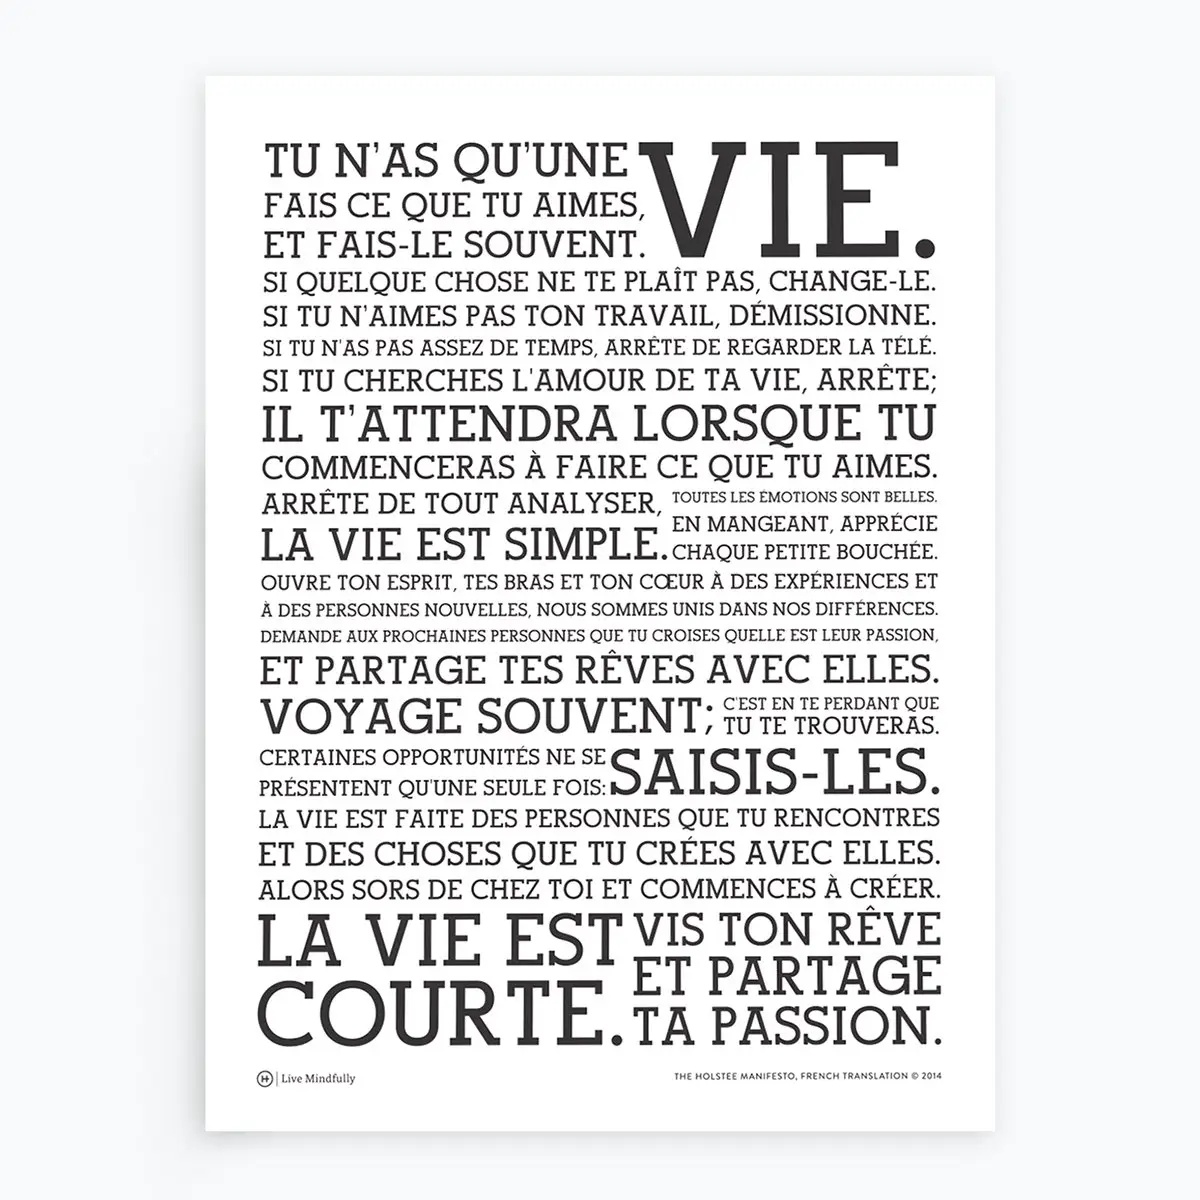 TU N'AS QU'UNE VIE.
FAIS CE QUE TU AIMES,
ET FAIS-LE SOUVENT.
SI QUELQUE CHOSE NE TE PLAÎT PAS, CHANGE-LE.
SI TU N'AIMES PAS TON TRAVAIL, DÉMISSIONNE.
SI TU N'AS PAS ASSEZ DE TEMPS, ARRÊTE DE REGARDER LA TÉLÉ.
SI TU CHERCHES L'AMOUR DE TA VIE, ARRÊTE;
IL T'ATTENDRA LORSQUE TU
COMMENCERAS À FAIRE CE QUE TU AIMES.
ARRÊTE DE TOUT ANALYSER,
LA VIE EST SIMPLE.
TOUTES LES ÉMOTIONS SONT BELLES.
EN MANGEANT, APPRÉCIE
CHAQUE PETITE BOUCHÉE.
OUVRE TON ESPRIT, TES BRAS ET TON CŒUR À DES EXPÉRIENCES ET
À DES PERSONNES NOUVELLES, NOUS SOMMES UNIS DANS NOS DIFFÉRENCES.
DEMANDE AUX PROCHAINES PERSONNES QUE TU CROISES QUELLE EST LEUR PASSION,
ET PARTAGE TES RÊVES AVEC ELLES.
VOYAGE SOUVENT;
C'EST EN TE PERDANT QUE
TU TE TROUVERAS.
CERTAINES OPPORTUNITÉS NE SE
PRÉSENTENT QU'UNE SEULE FOIS:
SAISIS-LES.
LA VIE EST FAITE DES PERSONNES QUE TU RENCONTRES
ET DES CHOSES QUE TU CRÉES AVEC ELLES.
ALORS SORS DE CHEZ TOI ET COMMENCES À CRÉER.
LA VIE EST
COURTE.
VIS TON RÊVE
ET PARTAGE
TA PASSION.
H | Live Mindfully
THE HOLSTEE MANIFESTO, FRENCH TRANSLATION © 2014